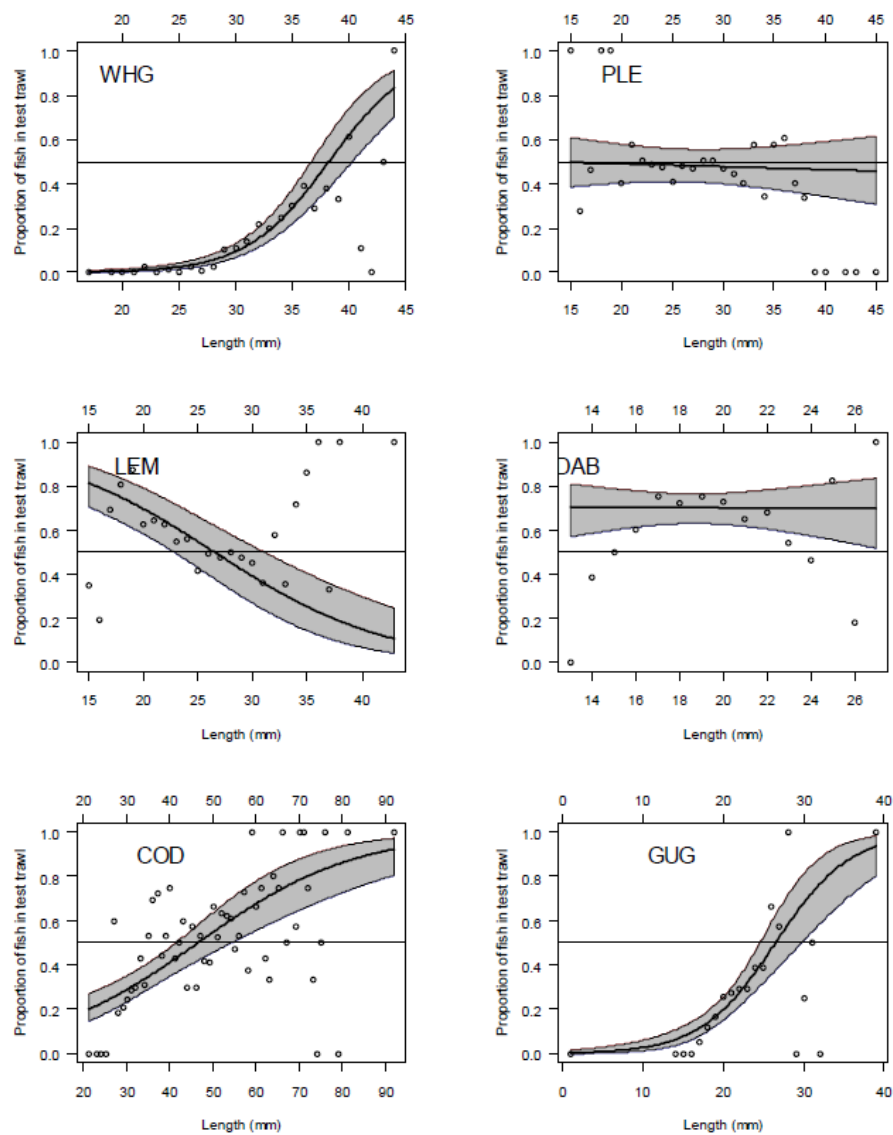 20 25 30 35 40 45
Proportion of fish in test trawl
1.0
0.8
0.6
0.4
0.2
0.0
WHG
20 25 30 35 40 45
Length (mm)
15 20 25 30 35 40 45
Proportion of fish in test trawl
1.0
0.8
0.6
0.4
0.2
0.0
PLE
15 20 25 30 35 40 45
Length (mm)
15 20 25 30 35 40
Proportion of fish in test trawl
1.0
0.8
0.6
0.4
0.2
0.0
LEM
15 20 25 30 35 40
Length (mm)
14 16 18 20 22 24 26
Proportion of fish in test trawl
1.0
0.8
0.6
0.4
0.2
0.0
DAB
14 16 18 20 22 24 26
Length (mm)
20 30 40 50 60 70 80 90
Proportion of fish in test trawl
1.0
0.8
0.6
0.4
0.2
0.0
COD
20 30 40 50 60 70 80 90
Length (mm)
0 10 20 30 40
Proportion of fish in test trawl
1.0
0.8
0.6
0.4
0.2
0.0
GUG
0 10 20 30 40
Length (mm)